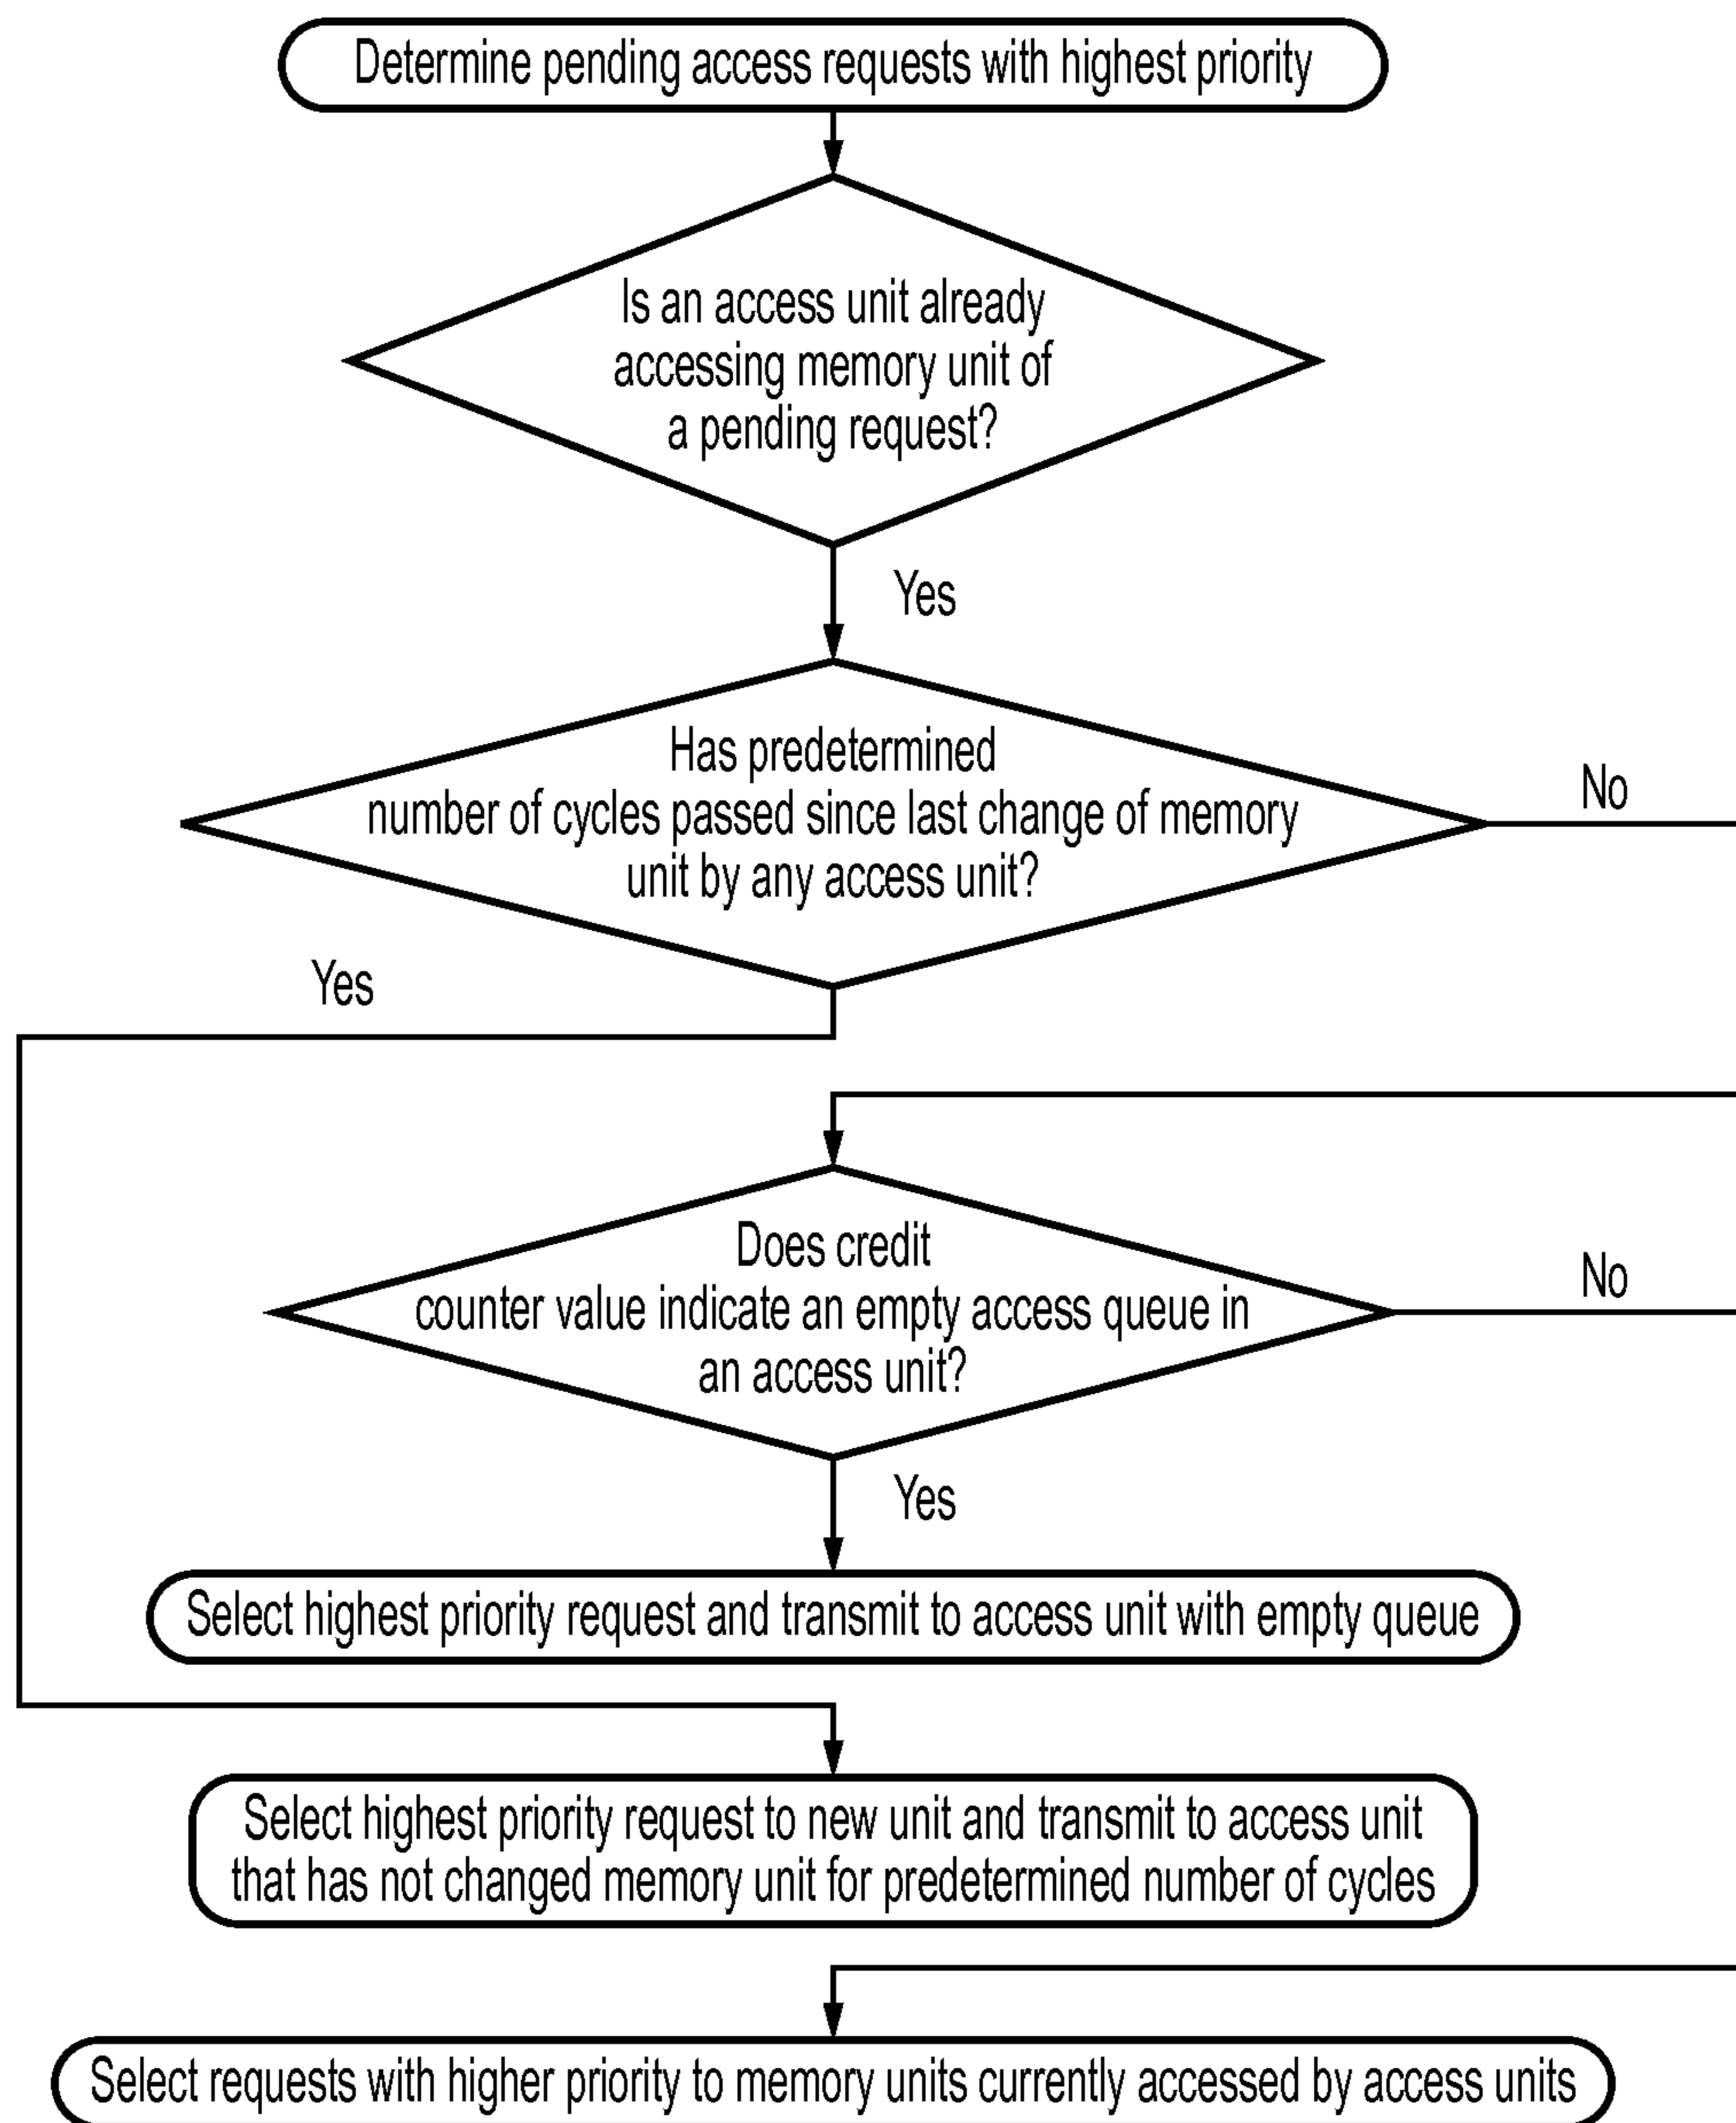 Determine pending access requests with highest priority
Is an access unit already
accessing memory unit of
a pending request?
Yes
Has predetermined
number of cycles passed since last change of memory
unit by any access unit?
No
Yes
Does credit
counter value indicate an empty access queue in
an access unit?
No
Yes
Select highest priority request and transmit to access unit with empty queue
Select highest priority request to new unit and transmit to access unit
that has not changed memory unit for predetermined number of cycles
Select requests with higher priority to memory units currently accessed by access units